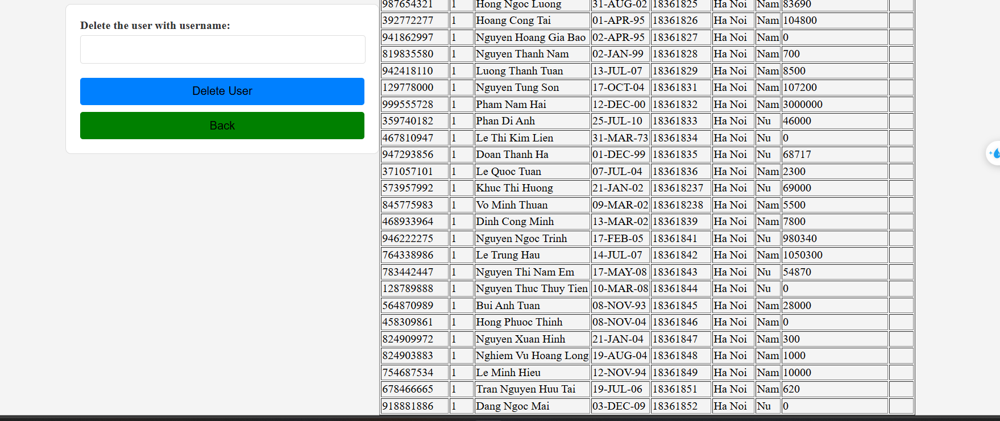 Delete the user with username:
Delete User
Back
987654321 1 Hong Ngoc Luong 31-AUG-02 18361825 Ha Noi Nam 83690
392772277 1 Hoang Cong Tai 01-APR-95 18361826 Ha Noi Nam 104800
941862997 1 Nguyen Hoang Gia Bao 02-APR-95 18361827 Ha Noi Nam 0
819835580 1 Nguyen Thanh Nam 02-JAN-99 18361828 Ha Noi Nam 700
942418110 1 Luong Thanh Tuan 13-JUL-07 18361829 Ha Noi Nam 8500
129778000 1 Nguyen Tung Son 17-OCT-04 18361831 Ha Noi Nam 107200
999555728 1 Pham Nam Hai 12-DEC-00 18361832 Ha Noi Nam 3000000
359740182 1 Phan Di Anh 25-JUL-10 18361833 Ha Noi Nu 46000
467810947 1 Le Thi Kim Lien 31-MAR-73 18361834 Ha Noi Nu 0
947293856 1 Doan Thanh Ha 01-DEC-99 18361835 Ha Noi Nu 68717
371057101 1 Le Quoc Tuan 07-JUL-04 18361836 Ha Noi Nam 2300
573957992 1 Khuc Thi Huong 21-JAN-02 183618237 Ha Noi Nu 69000
845775983 1 Vo Minh Thuan 09-MAR-02 183618238 Ha Noi Nam 5500
468933964 1 Dinh Cong Minh 13-MAR-02 18361839 Ha Noi Nam 7800
946222275 1 Nguyen Ngoc Trinh 17-FEB-05 18361841 Ha Noi Nu 980340
764338986 1 Le Trung Hau 14-JUL-07 18361842 Ha Noi Nam 1050300
783442447 1 Nguyen Thi Nam Em 17-MAY-08 18361843 Ha Noi Nu 54870
128789888 1 Nguyen Thuc Thuy Tien 10-MAR-08 18361844 Ha Noi Nu 0
564870989 1 Bui Anh Tuan 08-NOV-93 18361845 Ha Noi Nam 28000
458309861 1 Hong Phuoc Thinh 08-NOV-04 18361846 Ha Noi Nam 0
824909972 1 Nguyen Xuan Hinh 21-JAN-04 18361847 Ha Noi Nam 300
824903883 1 Nghiem Vu Hoang Long 19-AUG-04 18361848 Ha Noi Nam 1000
754687534 1 Le Minh Hieu 12-NOV-94 18361849 Ha Noi Nam 10000
678466665 1 Tran Nguyen Huu Tai 19-JUL-06 18361851 Ha Noi Nam 620
918881886 1 Dang Ngoc Mai 03-DEC-09 18361852 Ha Noi Nu 0